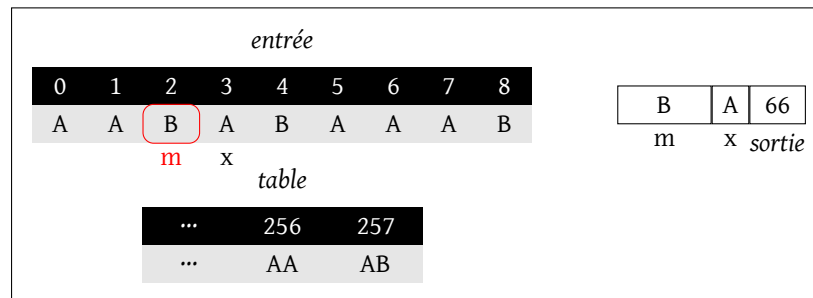 entrée
0 1 2 3 4 5 6 7 8
A A B A B A A A B
m x
table
... 256 257
... AA AB
B A 66
m x sortie